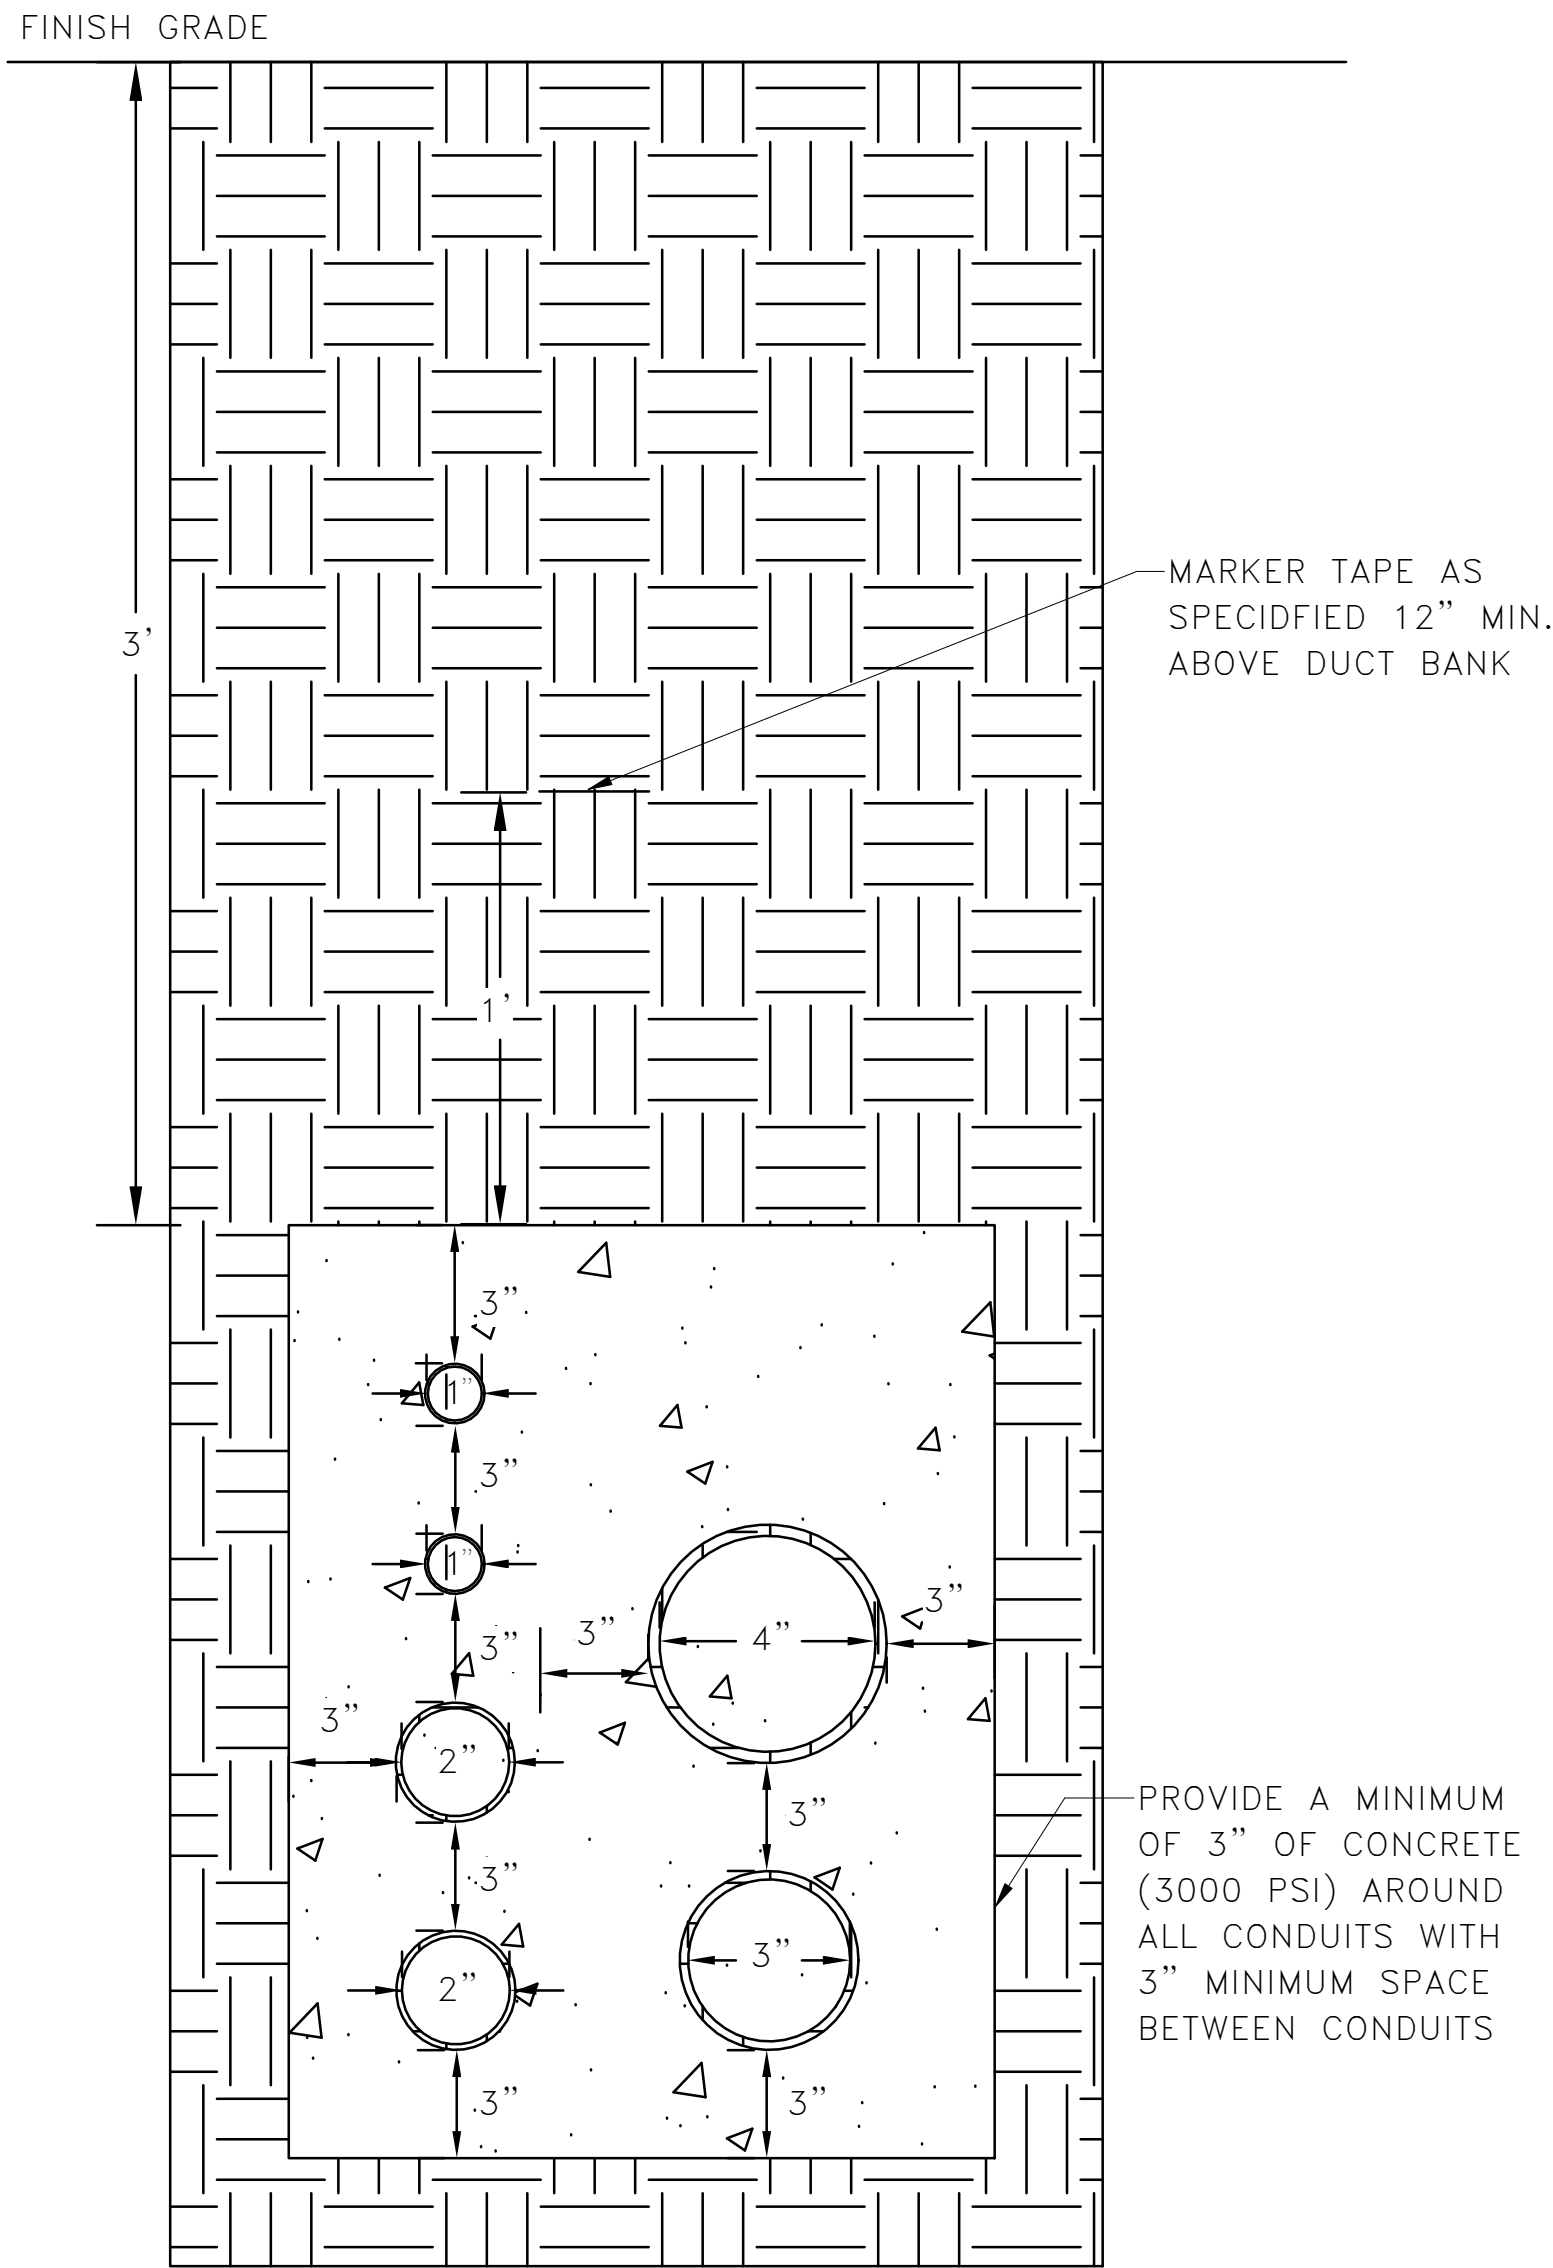 FINISH GRADE
3'
MARKER TAPE AS
SPECIDFIED 12” MIN.
ABOVE DUCT BANK
1'
3”
1”
3”
1”
3”
3”
4”
3”
3”
2”
3”
3”
2”
3”
3”
3”
PROVIDE A MINIMUM
OF 3” OF CONCRETE
(3000 PSI) AROUND
ALL CONDUITS WITH
3” MINIMUM SPACE
BETWEEN CONDUITS